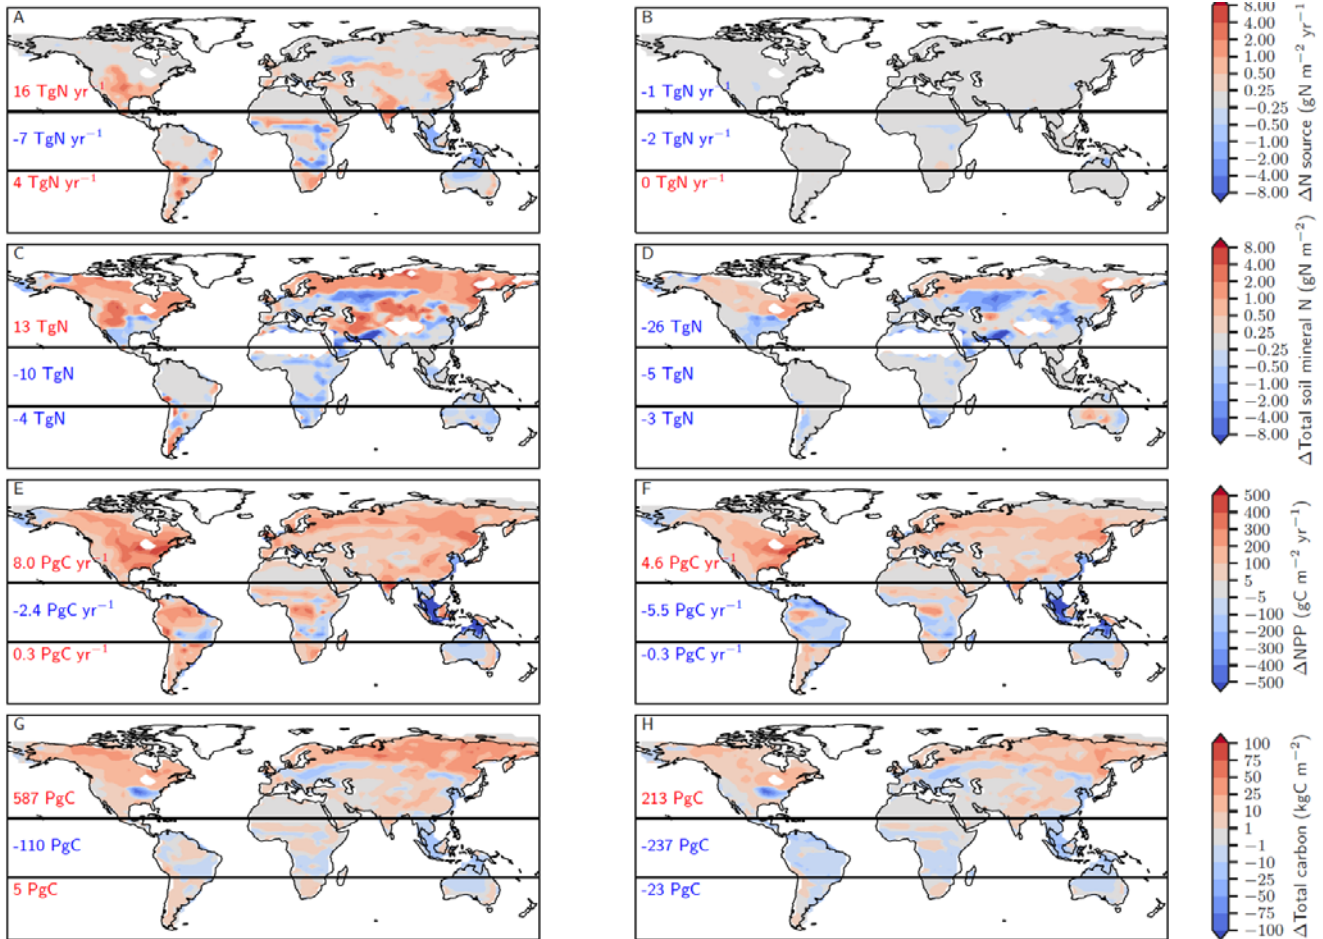 A
16 TgN yr−1
-7 TgN yr−1
4 TgN yr−1
B
-1 TgN yr−1
-2 TgN yr−1
0 TgN yr−1
8.00
4.00
2.00
1.00
0.50
0.25
−0.25
−0.50
−1.00
−2.00
−4.00
−8.00
ΔN source (gN m−2 yr−1)
C
13 TgN
-10 TgN
-4 TgN
D
-26 TgN
-5 TgN
-3 TgN
8.00
4.00
2.00
1.00
0.50
0.25
−0.25
−0.50
−1.00
−2.00
−4.00
−8.00
ΔTotal soil mineral N (gN m−2)
E
8.0 PgC yr−1
-2.4 PgC yr−1
0.3 PgC yr−1
F
4.6 PgC yr−1
-5.5 PgC yr−1
-0.3 PgC yr−1
500
400
300
200
100
5
−5
−100
−200
−300
−400
−500
ΔNPP (gC m−2 yr−1)
G
587 PgC
-110 PgC
5 PgC
H
213 PgC
-237 PgC
-23 PgC
100
75
50
25
10
1
−1
−10
−25
−50
−75
−100
ΔTotal carbon (kgC m−2)